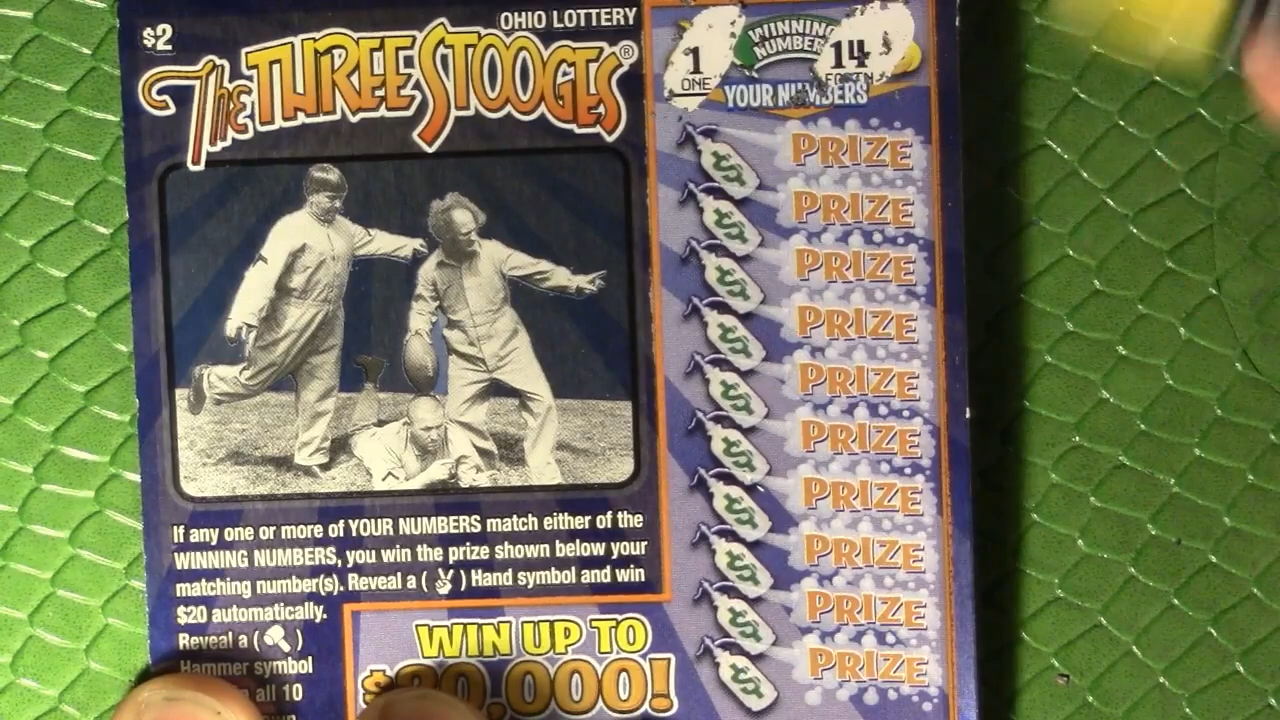 $2
OHIO LOTTERY
The THREE STOOGES®
1
ONE
WINNING
NUMBERS
14
YOUR NUMBERS
PRIZE
PRIZE
PRIZE
PRIZE
PRIZE
PRIZE
PRIZE
PRIZE
PRIZE
PRIZE
If any one or more of YOUR NUMBERS match either of the
WINNING NUMBERS, you win the prize shown below your
matching number(s). Reveal a ( ) Hand symbol and win
$20 automatically.
Reveal a ( )
Hammer symbol
all 10
WIN UP TO